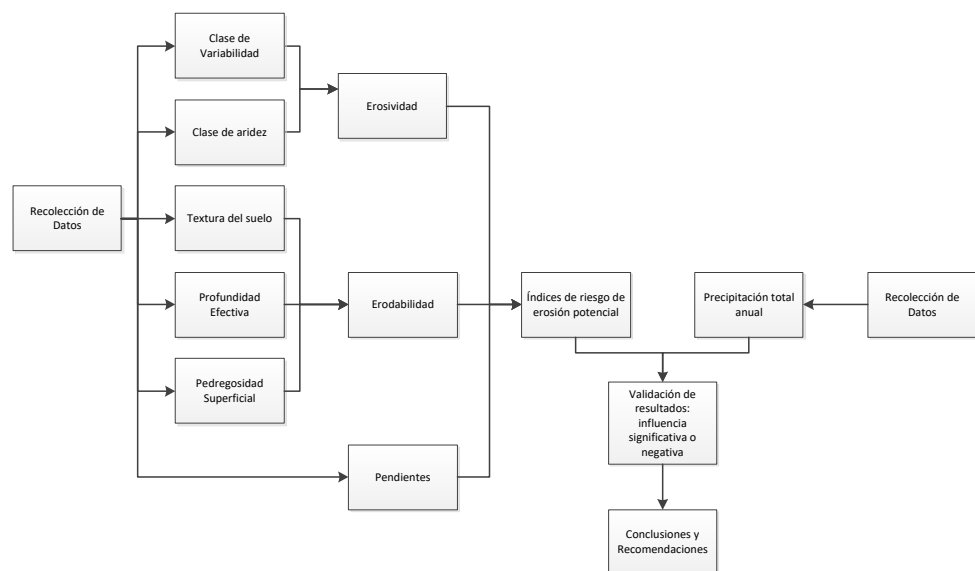 Clase de
Variabilidad
Erosividad
Clase de aridez
Recolección de
Datos
Textura del suelo
Profundidad
Efectiva
Erodabilidad
Índices de riesgo de
erosión potencial
Precipitación total
anual
Recolección de
Datos
Pedregosidad
Superficial
Validación de
resultados:
influencia
significativa o
negativa
Pendientes
Conclusiones y
Recomendaciones